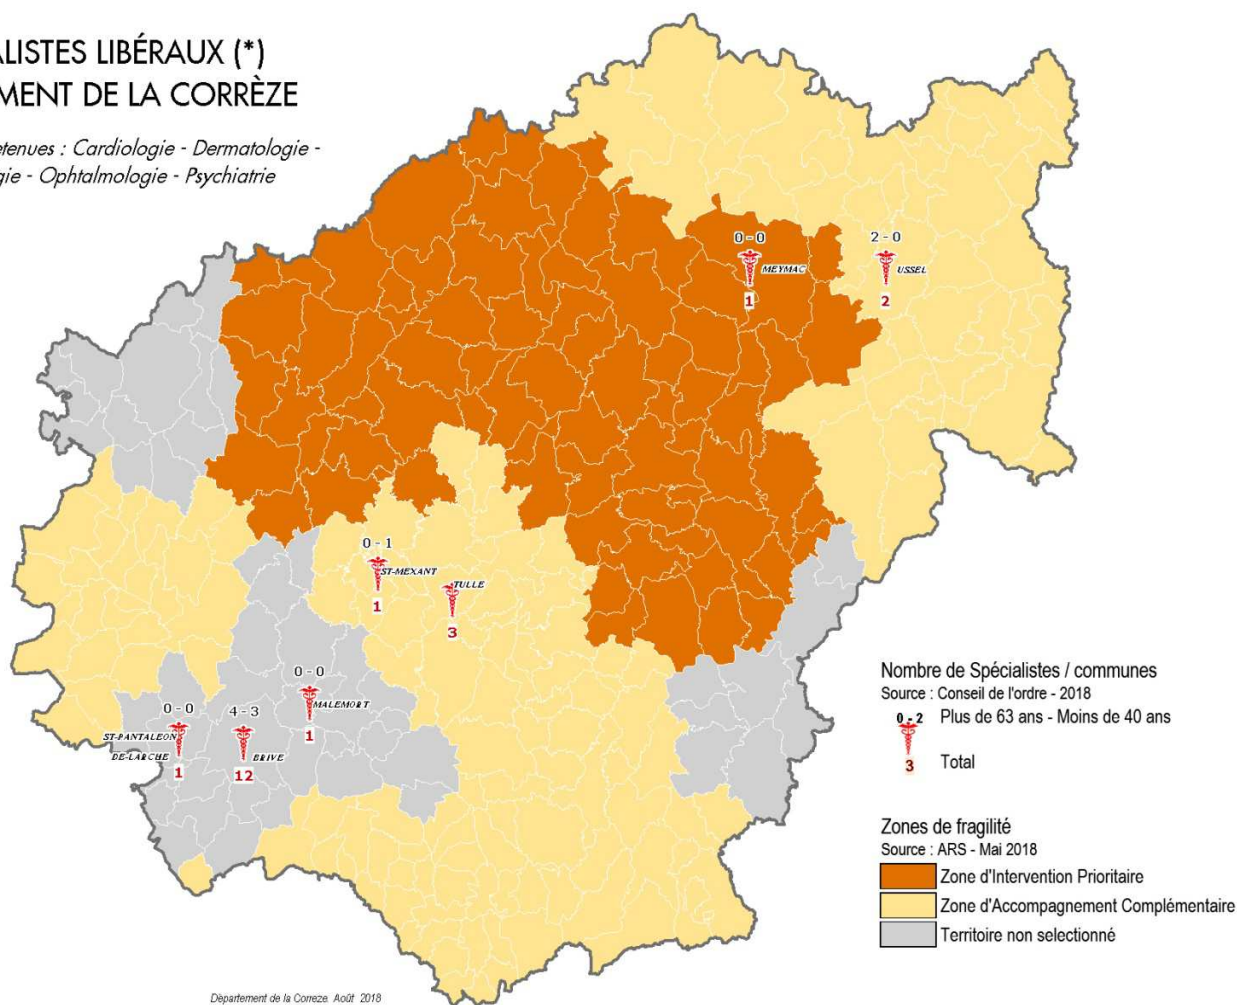 ALISTES LIBÉRAUX (*)
MENT DE LA CORRÈZE
etenues : Cardiologie - Dermatologie -
gie - Ophtalmologie - Psychiatrie
0 - 0
MEYMAC
1
2 - 0
USSEL
2
0 - 1
ST-MEXANT
1
TULLE
3
0 - 0
MALEMORT
1
0 - 0
ST-PANTALEON
DE-LARCHE
1
4 - 3
BRIVE
12
Nombre de Spécialistes / communes
Source : Conseil de l'ordre - 2018
0 - 2 Plus de 63 ans - Moins de 40 ans
3 Total
Zones de fragilité
Source : ARS - Mai 2018
Zone d'Intervention Prioritaire
Zone d'Accompagnement Complémentaire
Territoire non selectionné
Département de la Correze. Août 2018